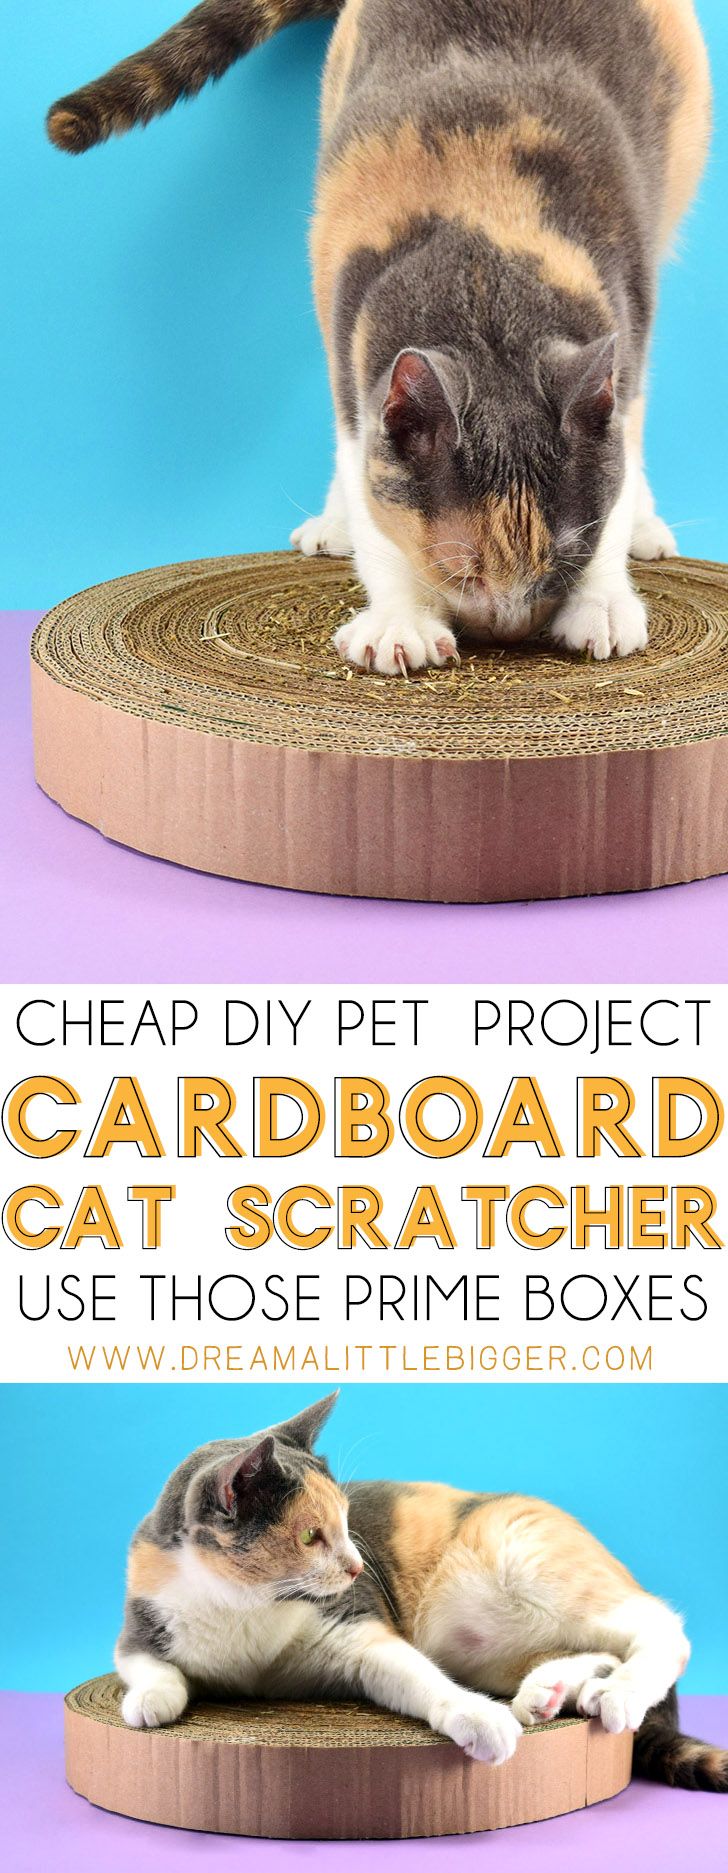 CHEAP DIY PET PROJECT
CARDBOARD
CAT SCRATCHER
USE THOSE PRIME BOXES
WWW.DREAMALITTLEBIGGER.COM